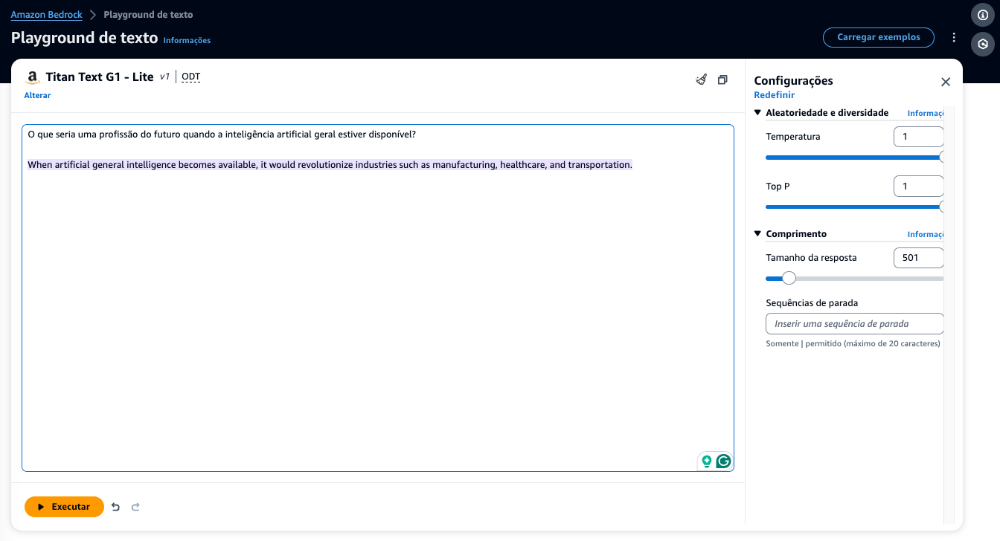 Amazon Bedrock
Playground de texto
Playground de texto Informações
Carregar exemplos
Titan Text G1 - Lite v1 | ODT
Alterar
O que seria uma profissão do futuro quando a inteligência artificial geral estiver disponível?
When artificial general intelligence becomes available, it would revolutionize industries such as manufacturing, healthcare, and transportation.
Executar
Configurações
Redefinir
Aleatoriedade e diversidade Informaç
Temperatura 1
Top P 1
Comprimento Informaç
Tamanho da resposta 501
Sequências de parada
Inserir uma sequência de parada
Somente | permitido (máximo de 20 caracteres)